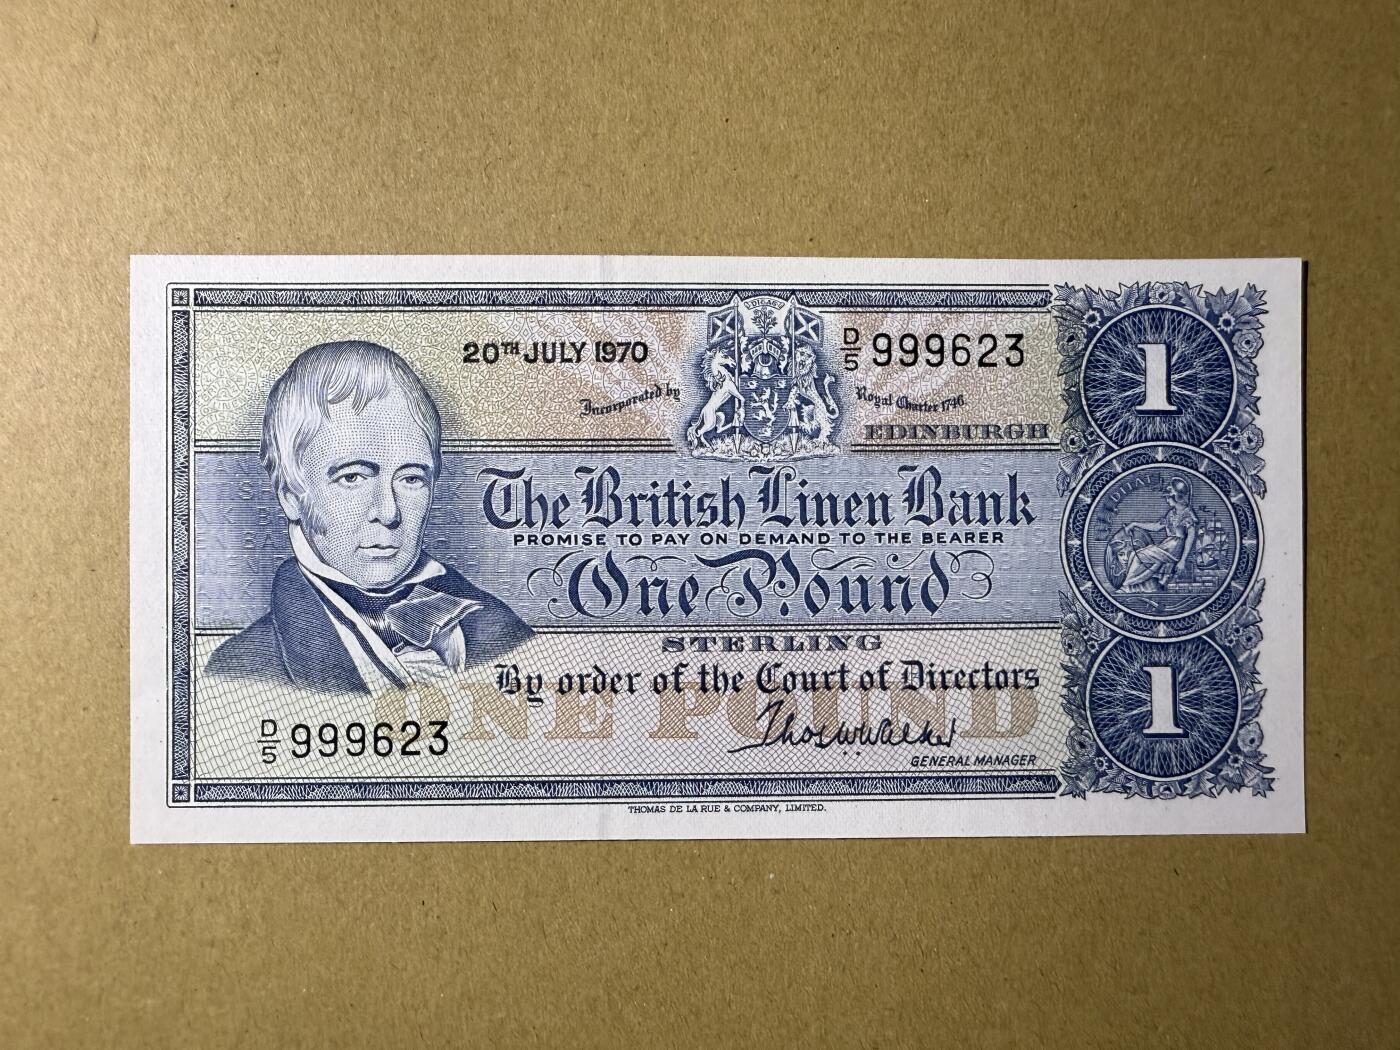 20TH JULY 1970
D/5 999623
Incorporated by Royal Charter 1746
EDINBURGH
The British Linen Bank
PROMISE TO PAY ON DEMAND TO THE BEARER
One Pound
STERLING
By order of the Court of Directors
ONE POUND
D/5 999623
Thos W Walker
GENERAL MANAGER
THOMAS DE LA RUE & COMPANY, LIMITED.
1
1